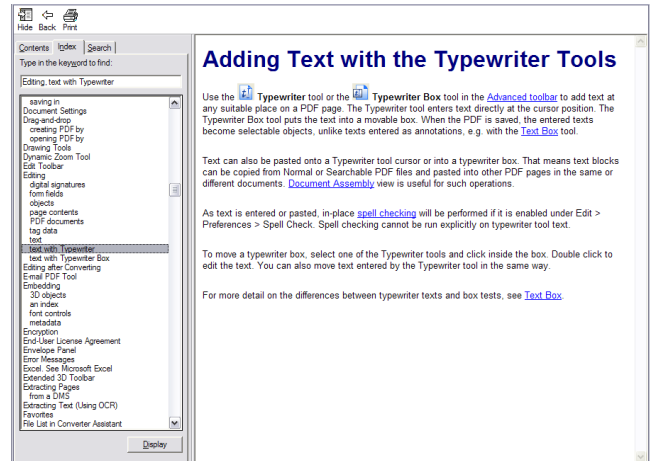 Hide Back Print
Contents Index Search
Type in the keyword to find:
Editing, text with Typewriter
saving in
Document Settings
Drag-and-drop
creating PDF by
opening PDF by
Drawing Tools
Dynamic Zoom Tool
Edit Toolbar
Editing
digital signatures
form fields
objects
page contents
PDF documents
tag data
text
text with Typewriter
text with Typewriter Box
Editing after Converting
E-mail PDF Tool
Embedding
3D objects
an index
font controls
metadata
Encryption
End-User License Agreement
Envelope Panel
Error Messages
Excel. See Microsoft Excel
Extended 3D Toolbar
Extracting Pages
from a DMS
Extracting Text (Using OCR)
Favorites
File List in Converter Assistant
Display
Adding Text with the Typewriter Tools
Use the Typewriter tool or the Typewriter Box tool in the Advanced toolbar to add text at
any suitable place on a PDF page. The Typewriter tool enters text directly at the cursor position. The
Typewriter Box tool puts the text into a movable box. When the PDF is saved, the entered texts
become selectable objects, unlike texts entered as annotations, e.g. with the Text Box tool.
Text can also be pasted onto a Typewriter tool cursor or into a typewriter box. That means text blocks
can be copied from Normal or Searchable PDF files and pasted into other PDF pages in the same or
different documents. Document Assembly view is useful for such operations.
As text is entered or pasted, in-place spell checking will be performed if it is enabled under Edit >
Preferences > Spell Check. Spell checking cannot be run explicitly on typewriter tool text.
To move a typewriter box, select one of the Typewriter tools and click inside the box. Double click to
edit the text. You can also move text entered by the Typewriter tool in the same way.
For more detail on the differences between typewriter texts and box tests, see Text Box.